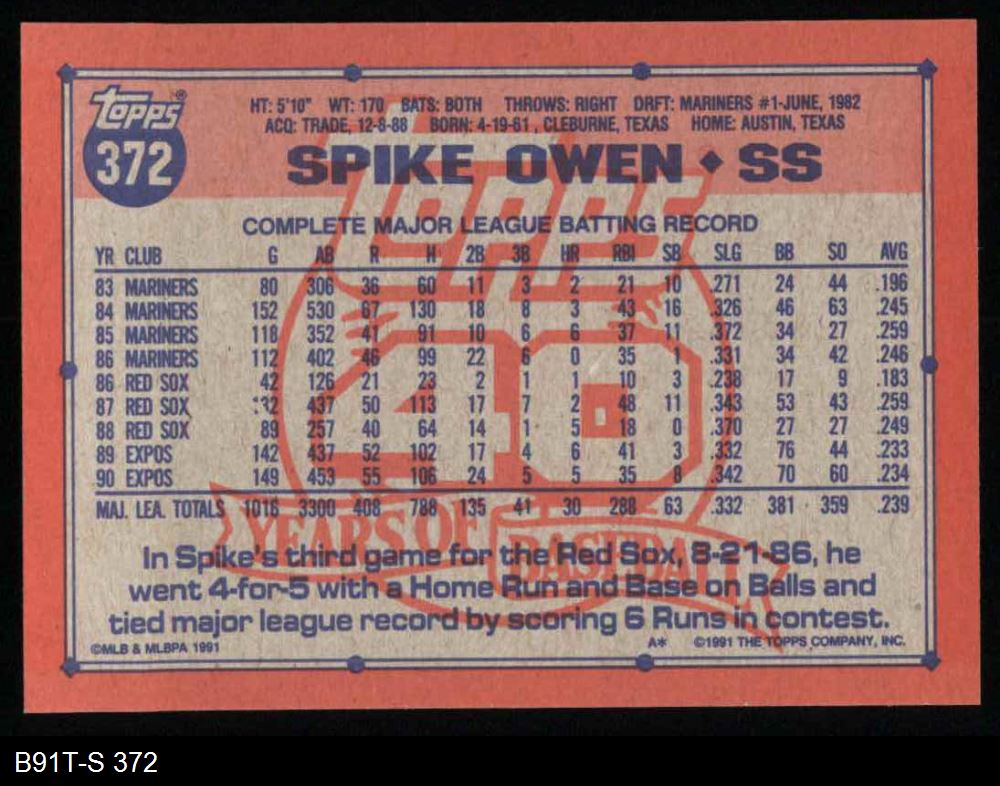 TOPPS®
372
HT: 5'10" WT: 170 BATS: BOTH THROWS: RIGHT DRFT: MARINERS #1-JUNE, 1982
ACQ: TRADE, 12-8-88 BORN: 4-19-61, CLEBURNE, TEXAS HOME: AUSTIN, TEXAS
SPIKE OWEN ◆ SS
TOPPS
40
YEARS OF
BASEBALL
COMPLETE MAJOR LEAGUE BATTING RECORD
YR CLUB G AB R H 2B 3B HR RBI SB SLG BB SO AVG
83 MARINERS 80 306 36 60 11 3 2 21 10 .271 24 44 .196
84 MARINERS 152 530 67 130 18 8 3 43 16 .326 46 63 .245
85 MARINERS 118 352 41 91 10 6 6 37 11 .372 34 27 .259
86 MARINERS 112 402 46 99 22 6 0 35 1 .331 34 42 .246
86 RED SOX 42 126 21 23 2 1 1 10 3 .238 17 9 .183
87 RED SOX 132 437 50 113 17 7 2 48 11 .343 53 43 .259
88 RED SOX 89 257 40 64 14 1 5 18 0 .370 27 27 .249
89 EXPOS 142 437 52 102 17 4 6 41 3 .332 76 44 .233
90 EXPOS 149 453 55 106 24 5 5 35 8 .342 70 60 .234
MAJ. LEA. TOTALS 1016 3300 408 788 135 41 30 288 63 .332 381 359 .239
In Spike's third game for the Red Sox, 8-21-86, he
went 4-for-5 with a Home Run and Base on Balls and
tied major league record by scoring 6 Runs in contest.
©MLB & MLBPA 1991 A* ©1991 THE TOPPS COMPANY, INC.
B91T-S 372